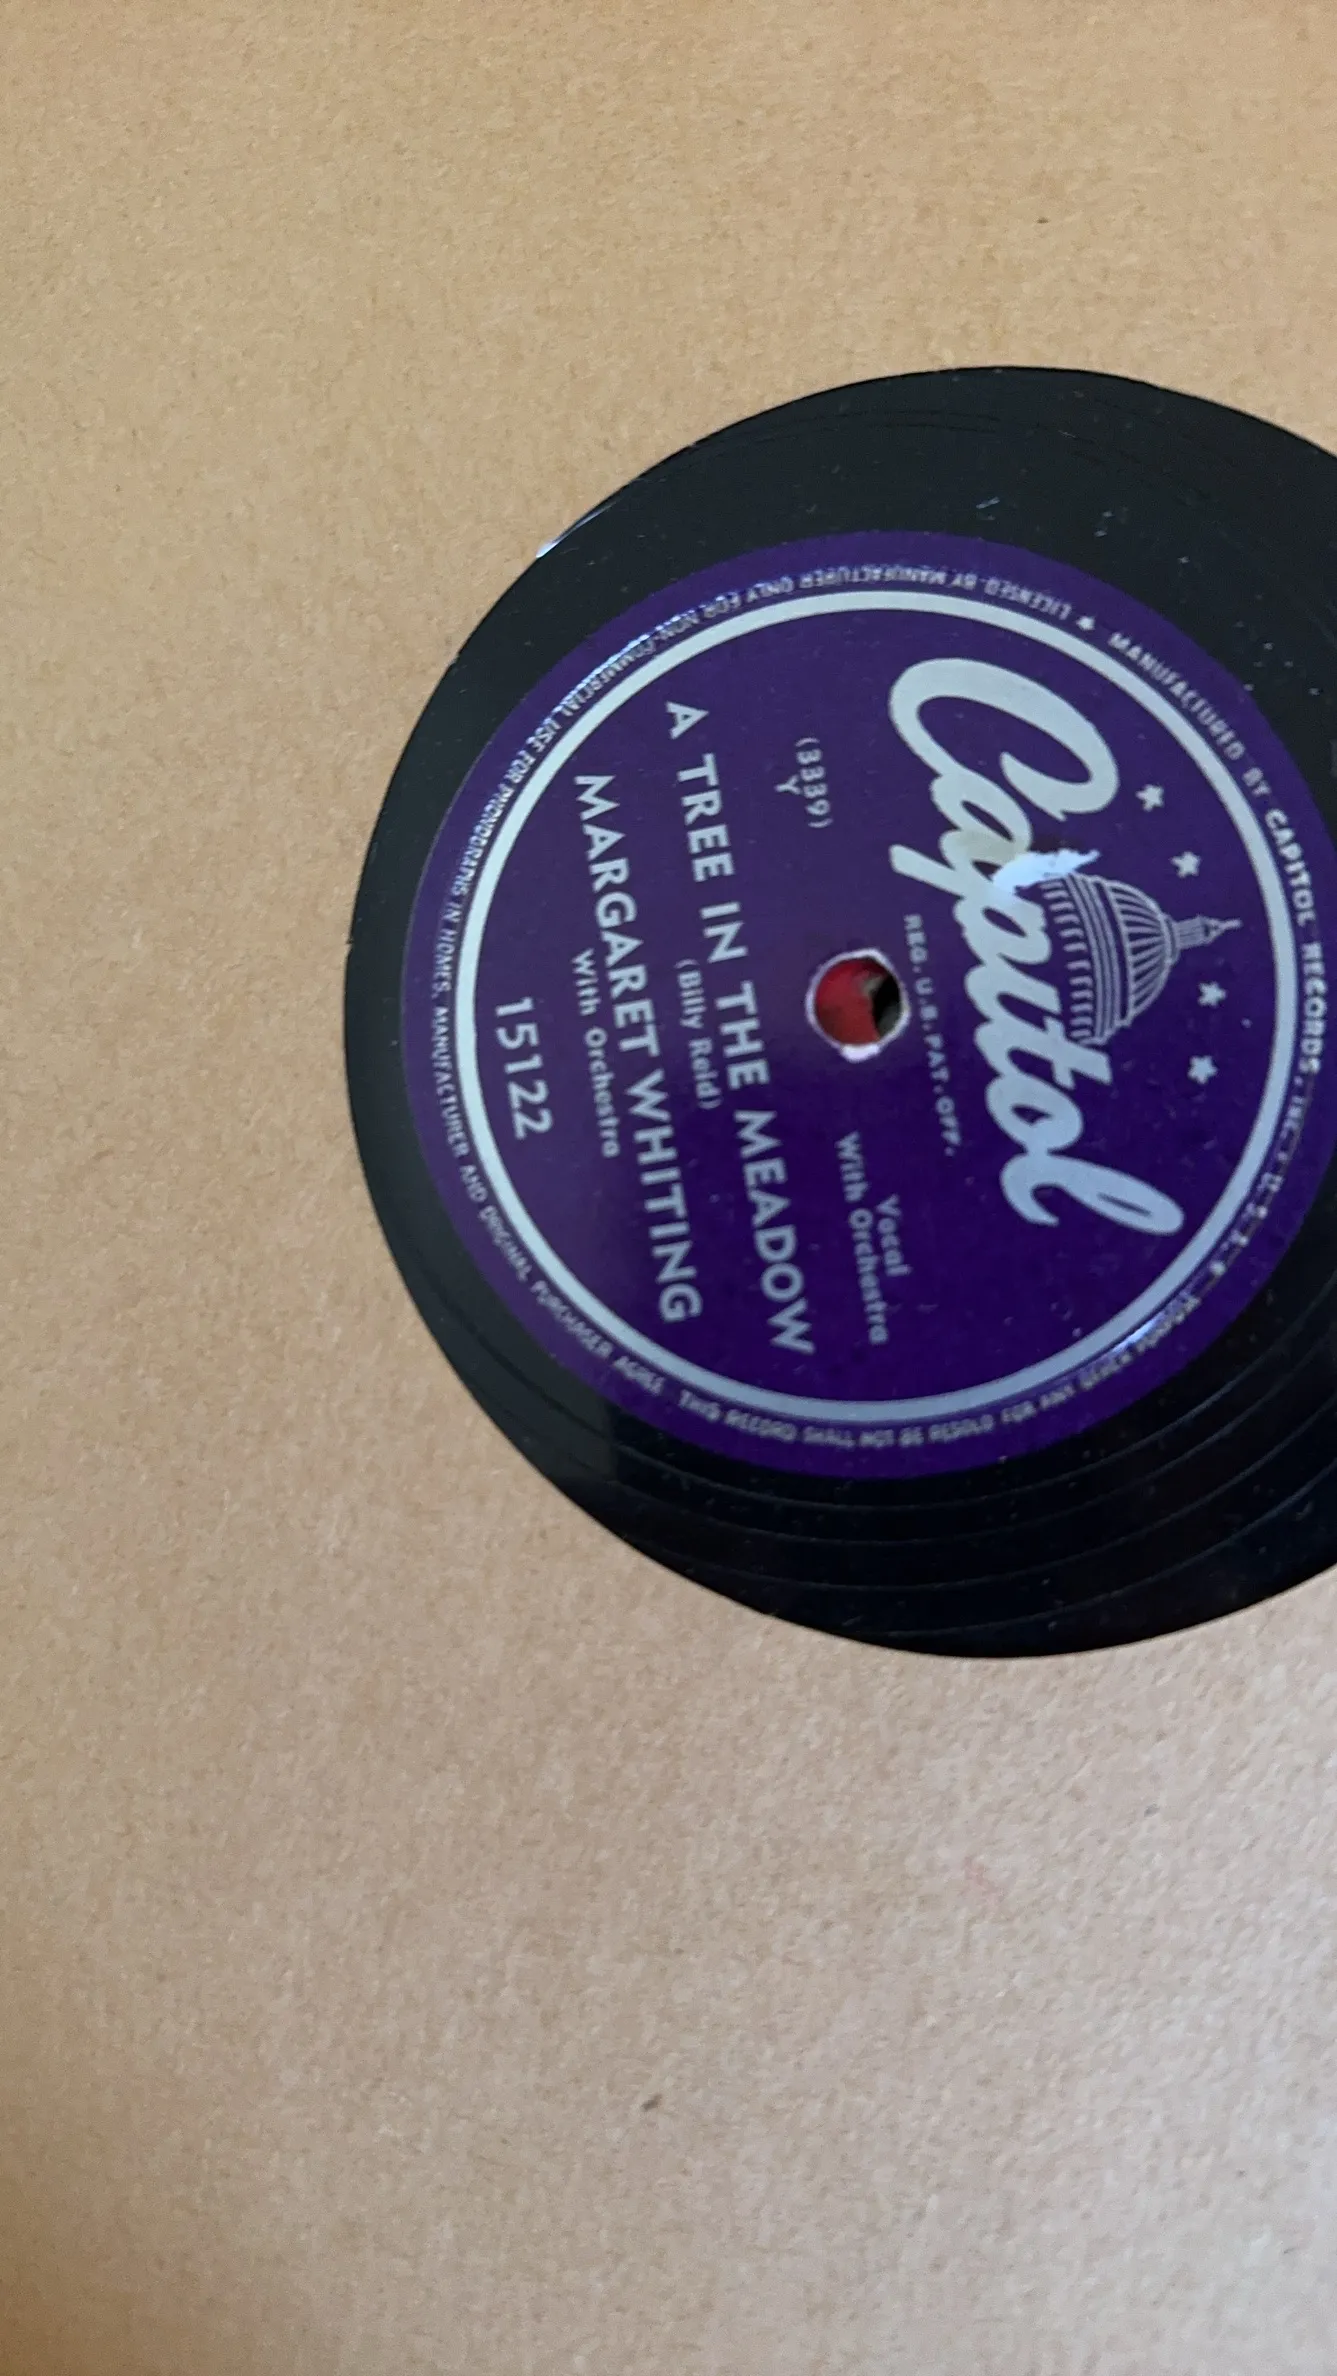 Capitol
REG. U.S. PAT. OFF.
Vocal
With Orchestra
(3339)
Y
A TREE IN THE MEADOW
(Billy Reid)
MARGARET WHITING
With Orchestra
15122
MANUFACTURED BY CAPITOL RECORDS, INC., U.S.A. ★ LICENSED BY MANUFACTURER ONLY FOR NON-COMMERCIAL USE FOR PHONOGRAPHS IN HOMES. MANUFACTURER AND ORIGINAL PURCHASER AGREE THIS RECORD SHALL NOT BE RESOLD FOR ANY OTHER PURPOSE